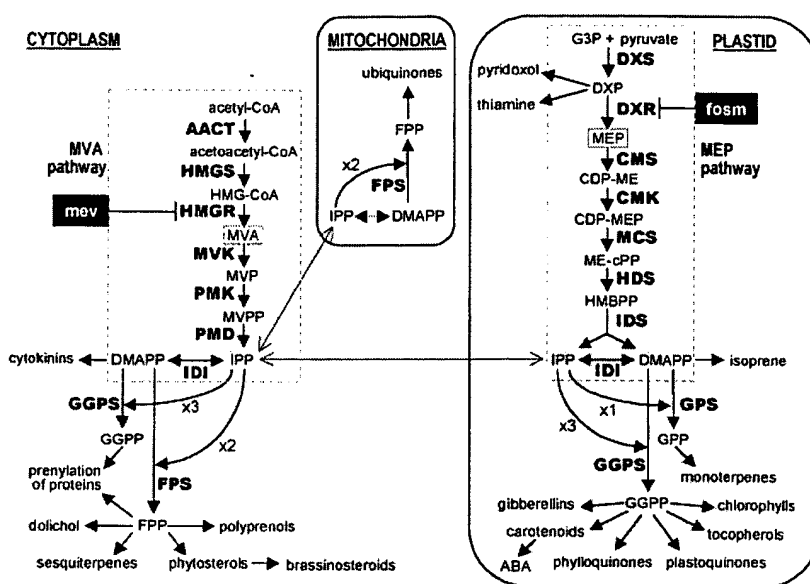 CYTOPLASM
MVA
pathway
acetyl-CoA
AACT
acetoacetyl-CoA
HMGS
HMG-CoA
mev
HMGR
MVA
MVK
MVP
PMK
MVPP
PMD
cytokinins
DMAPP
IDI
IPP
GGPS
x3
GGPP
x2
prenylation
of proteins
FPS
dolichol
FPP
polyprenols
sesquiterpenes
phytosterols
brassinosteroids
MITOCHONDRIA
ubiquinones
FPP
x2
FPS
IPP
DMAPP
PLASTID
G3P + pyruvate
DXS
pyridoxol
DXP
thiamine
DXR
fosm
MEP
MEP
pathway
CMS
CDP-ME
CMK
CDP-MEP
MCS
ME-cPP
HDS
HMBPP
IDS
IPP
IDI
DMAPP
isoprene
x1
GPS
x3
GPP
GGPS
monoterpenes
gibberellins
GGPP
chlorophylls
carotenoids
tocopherols
ABA
phylloquinones
plastoquinones